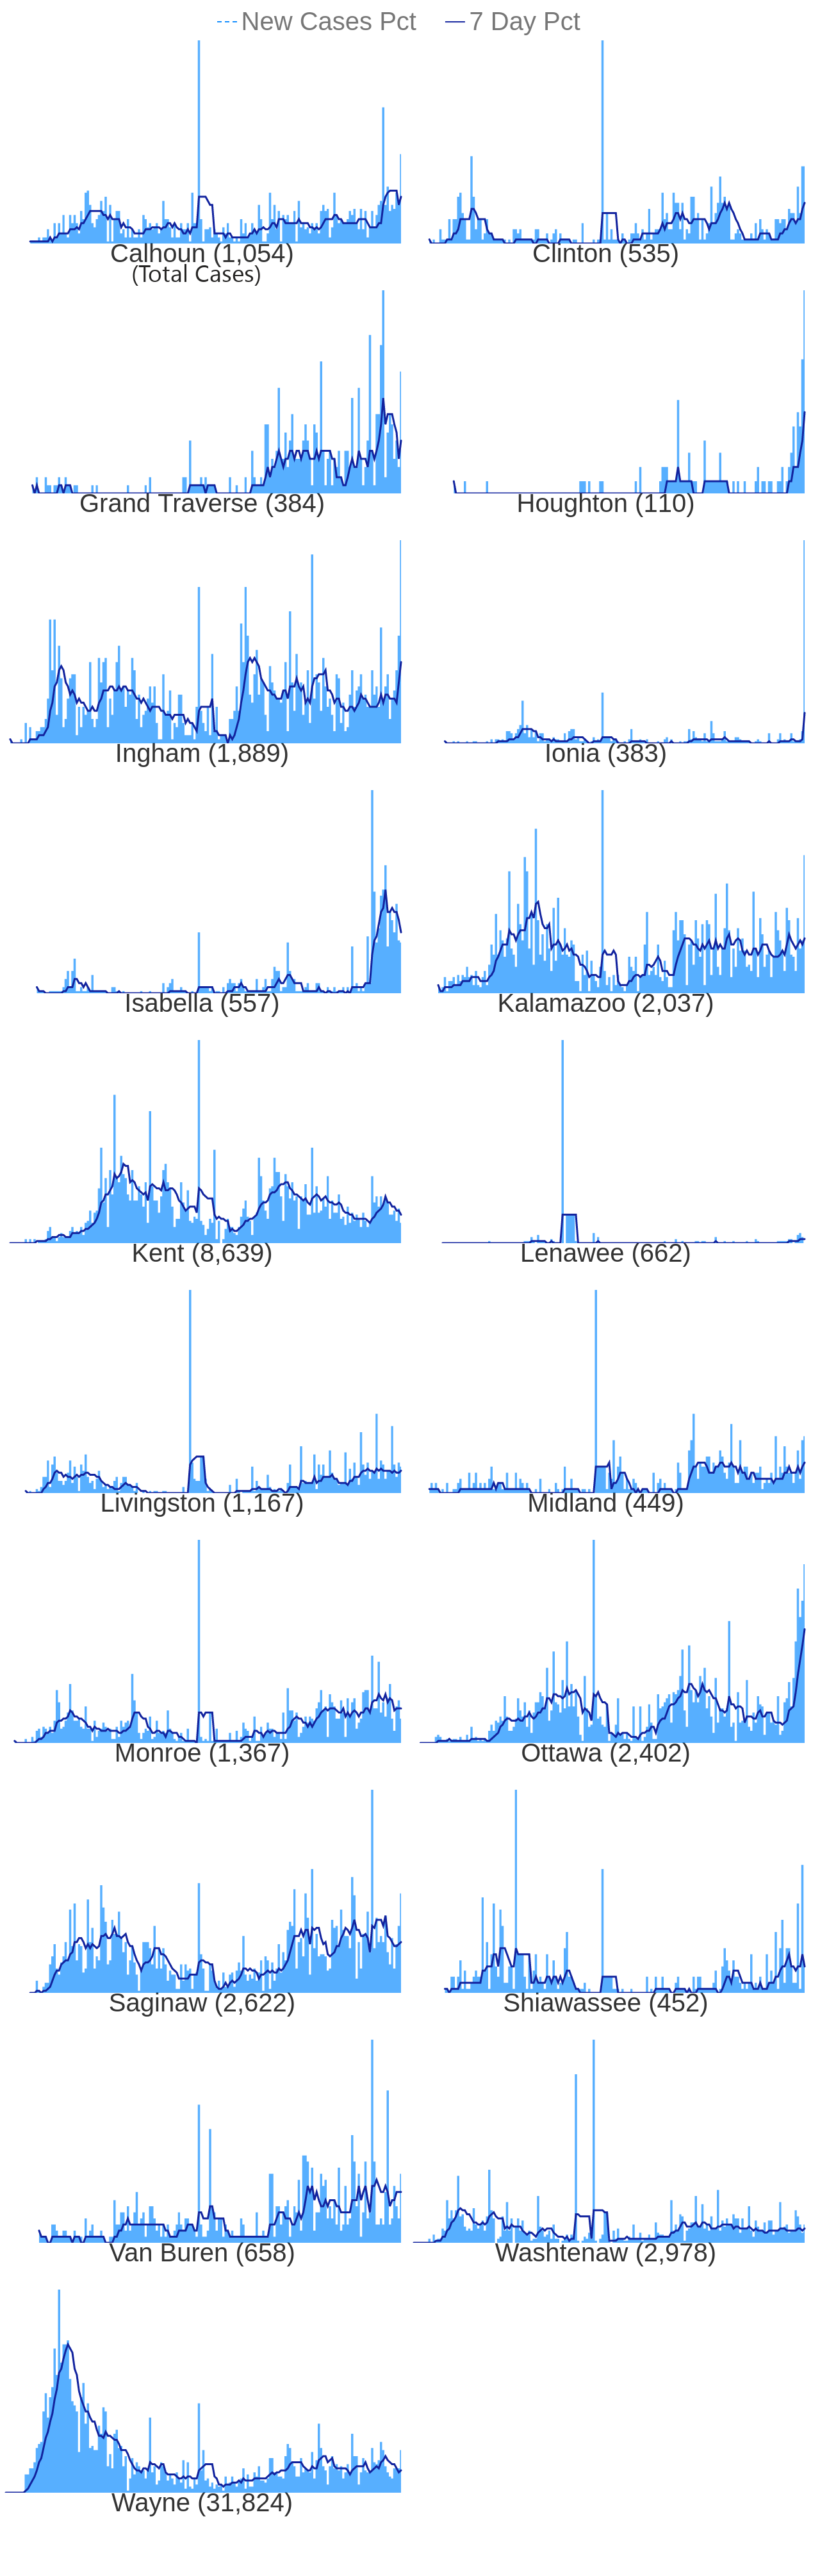 New Cases Pct 7 Day Pct
Calhoun (1,054) Clinton (535)
(Total Cases)
Grand Traverse (384) Houghton (110)
Ingham (1,889) Ionia (383)
Isabella (557) Kalamazoo (2,037)
Kent (8,639) Lenawee (662)
Livingston (1,167) Midland (449)
Monroe (1,367) Ottawa (2,402)
Saginaw (2,622) Shiawassee (452)
Van Buren (658) Washtenaw (2,978)
Wayne (31,824)